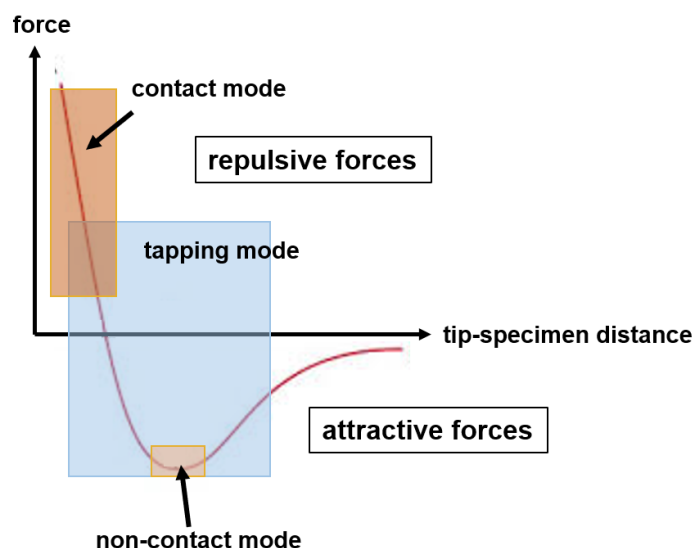 force
contact mode
repulsive forces
tapping mode
tip-specimen distance
attractive forces
non-contact mode